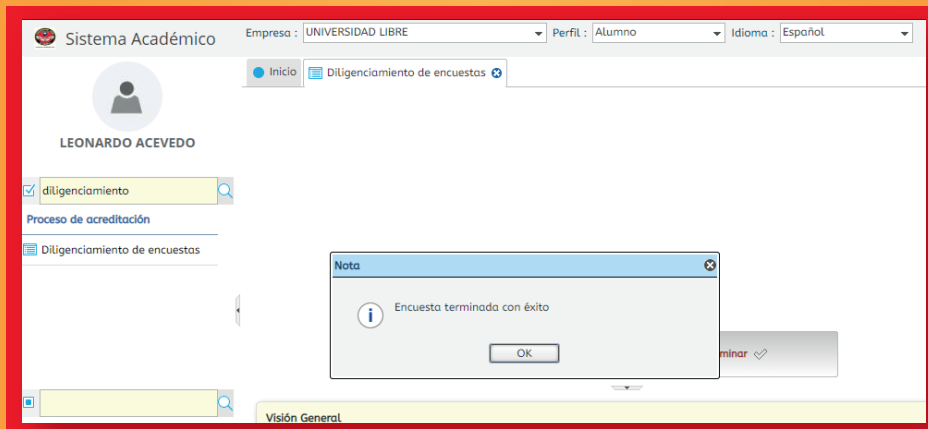 Sistema Académico
Empresa : UNIVERSIDAD LIBRE Perfil : Alumno Idioma : Español
Inicio Diligenciamiento de encuestas
LEONARDO ACEVEDO
diligenciamiento
Proceso de acreditación
Diligenciamiento de encuestas
Nota
Encuesta terminada con éxito
OK
minar
Visión General